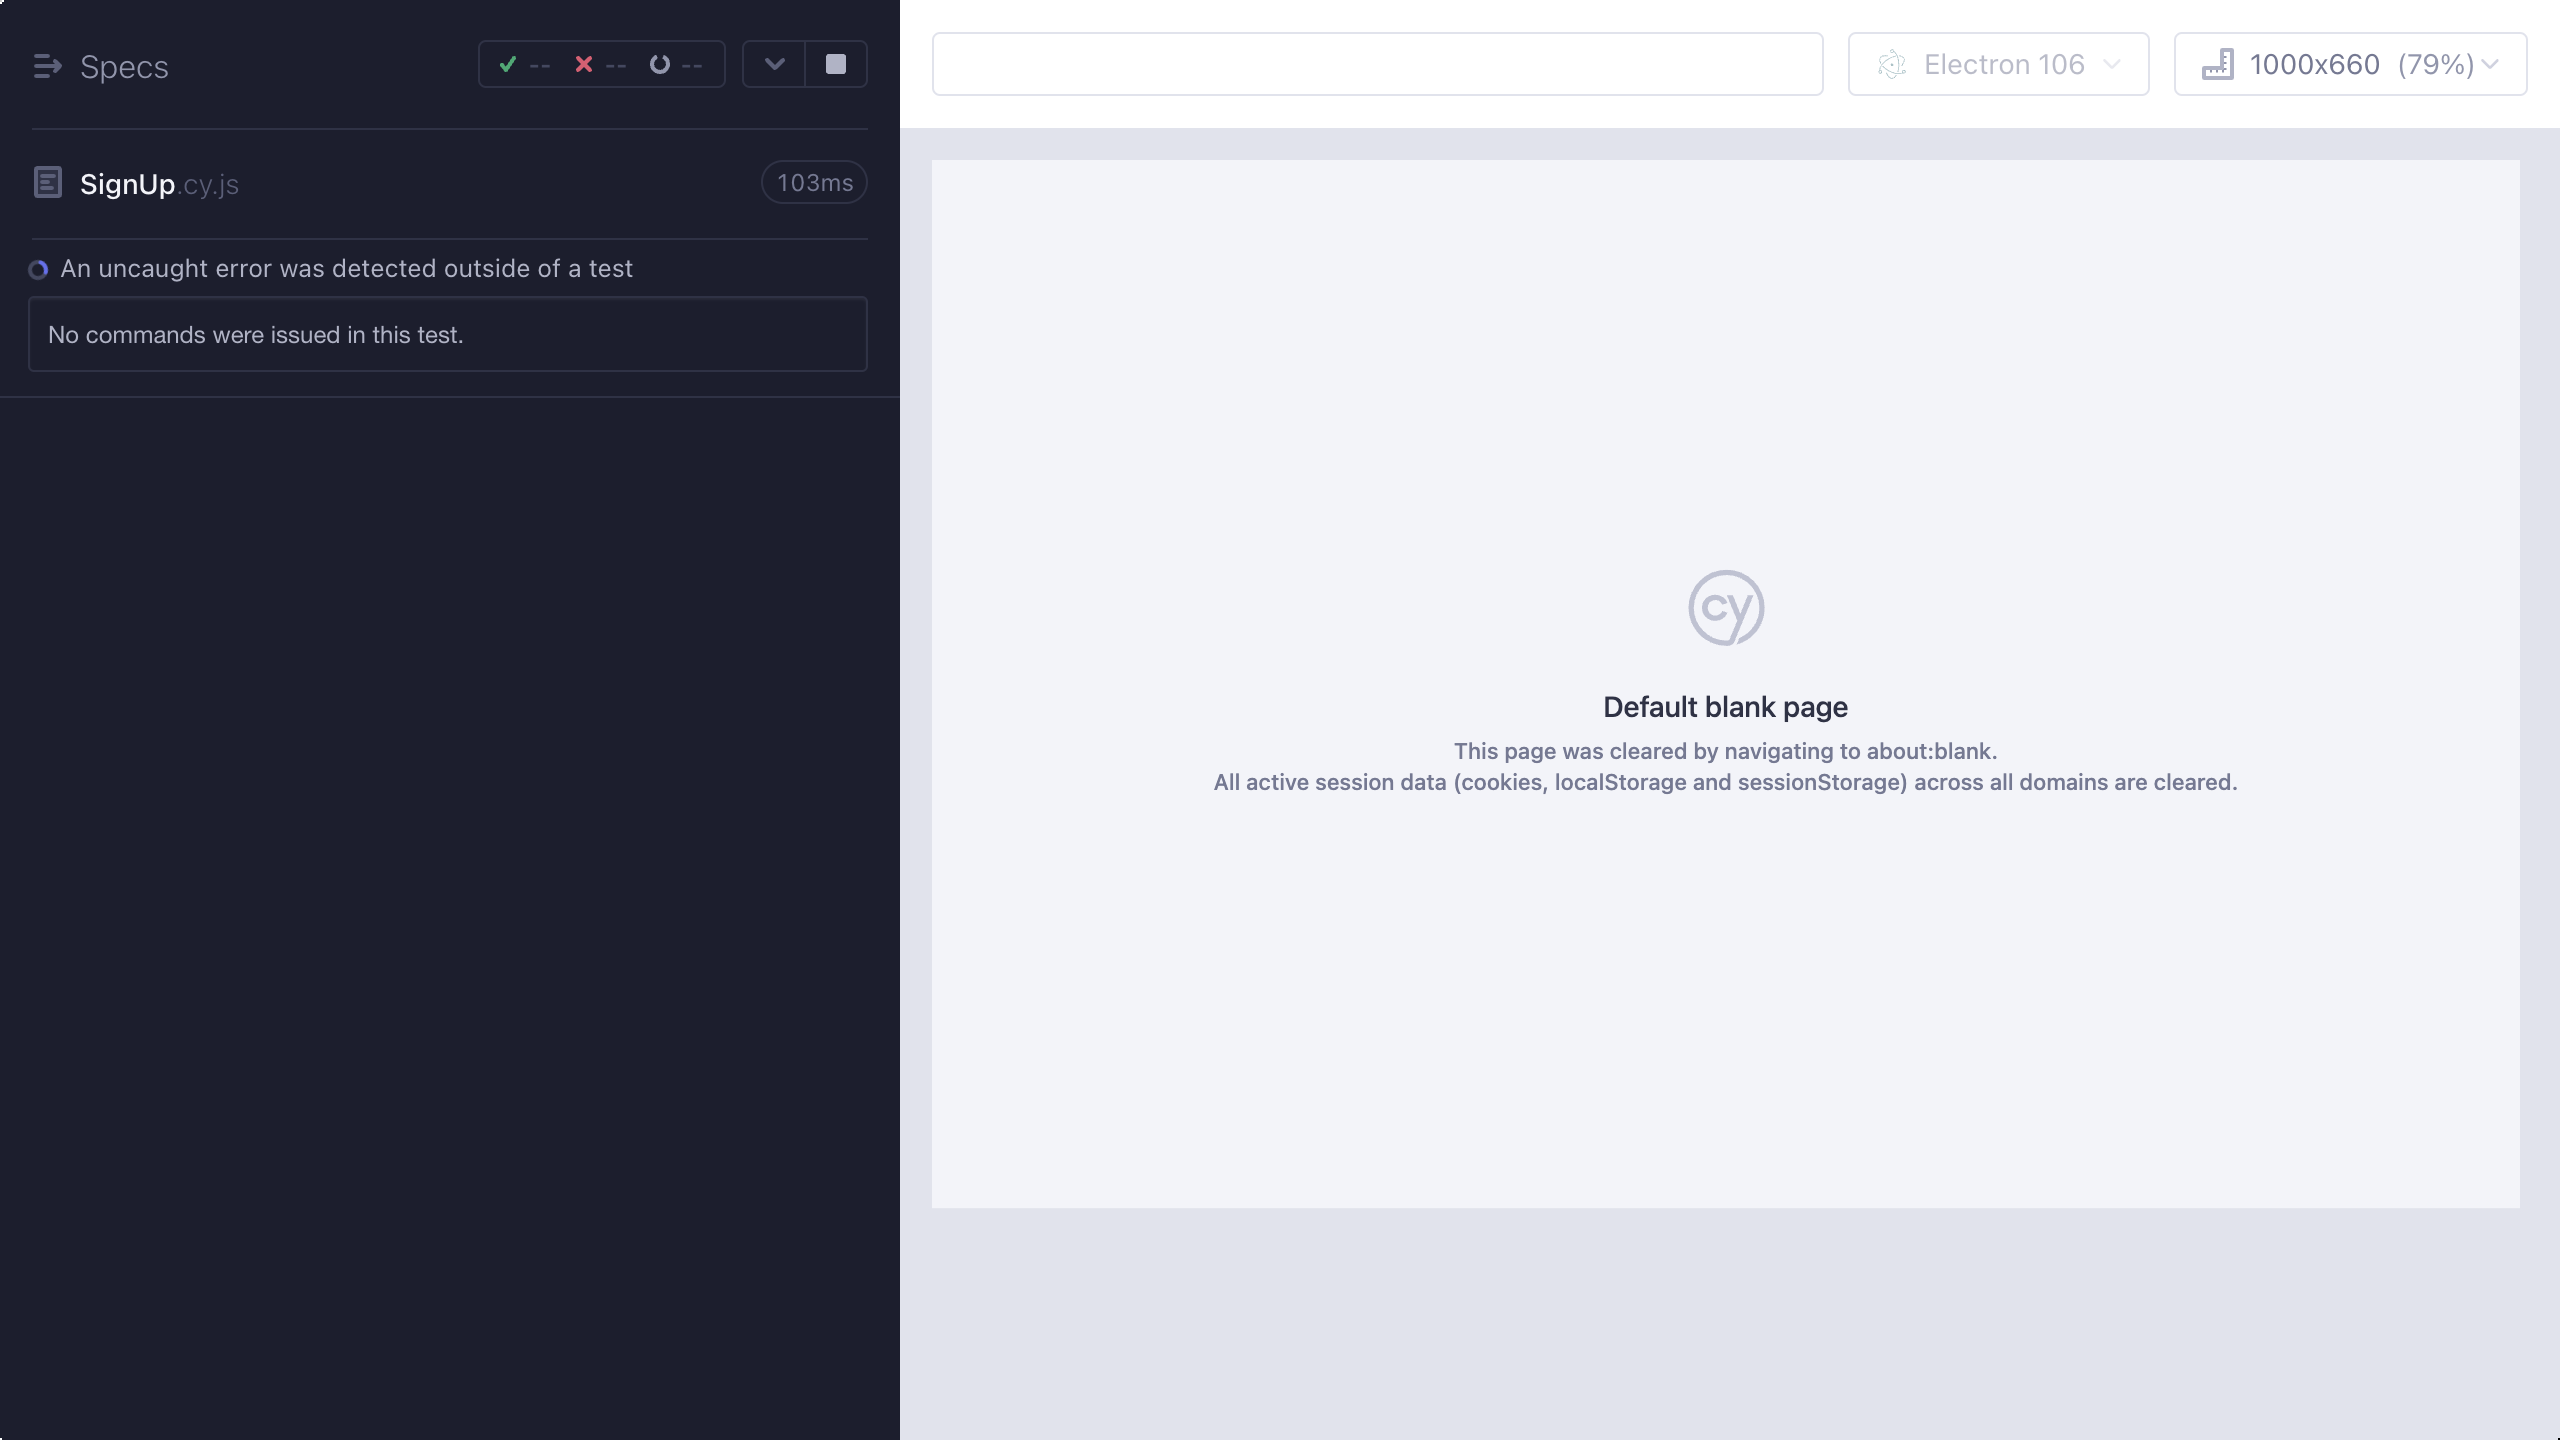 Specs
-- -- --
SignUp.cy.js
103ms
An uncaught error was detected outside of a test
No commands were issued in this test.
Electron 106
1000x660 (79%)
cy
Default blank page
This page was cleared by navigating to about:blank.
All active session data (cookies, localStorage and sessionStorage) across all domains are cleared.